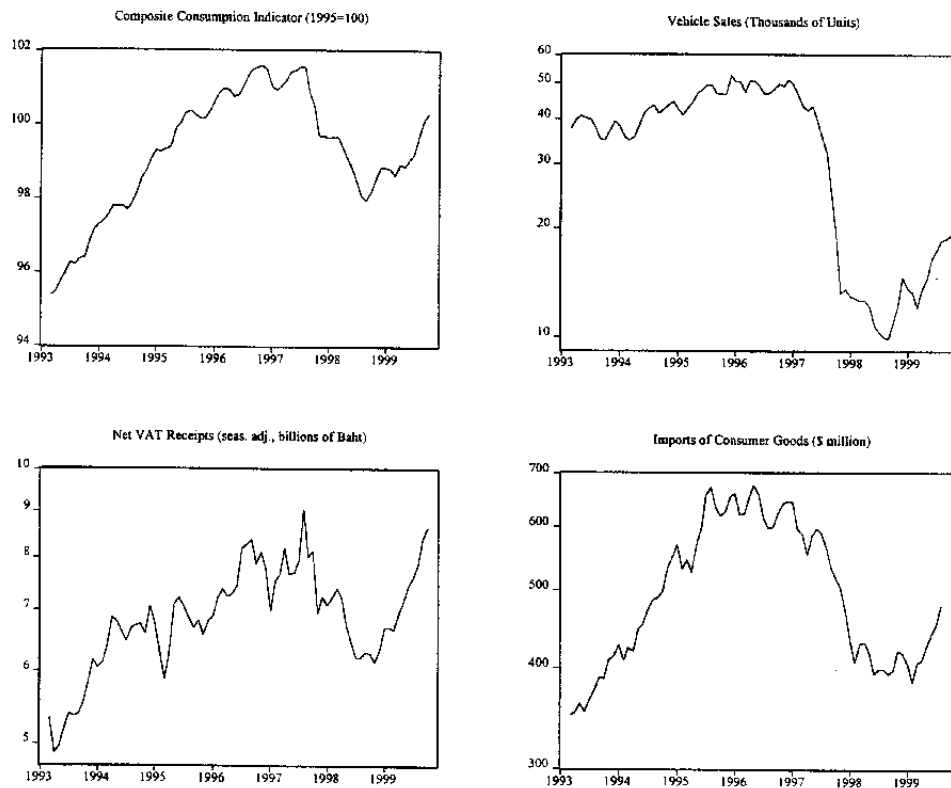 Composite Consumption Indicator (1995=100)
102
100
98
96
94
1993 1994 1995 1996 1997 1998 1999
Vehicle Sales (Thousands of Units)
60
50
40
30
20
10
1993 1994 1995 1996 1997 1998 1999
Net VAT Receipts (seas. adj., billions of Baht)
10
9
8
7
6
5
1993 1994 1995 1996 1997 1998 1999
Imports of Consumer Goods ($ million)
700
600
500
400
300
1993 1994 1995 1996 1997 1998 1999